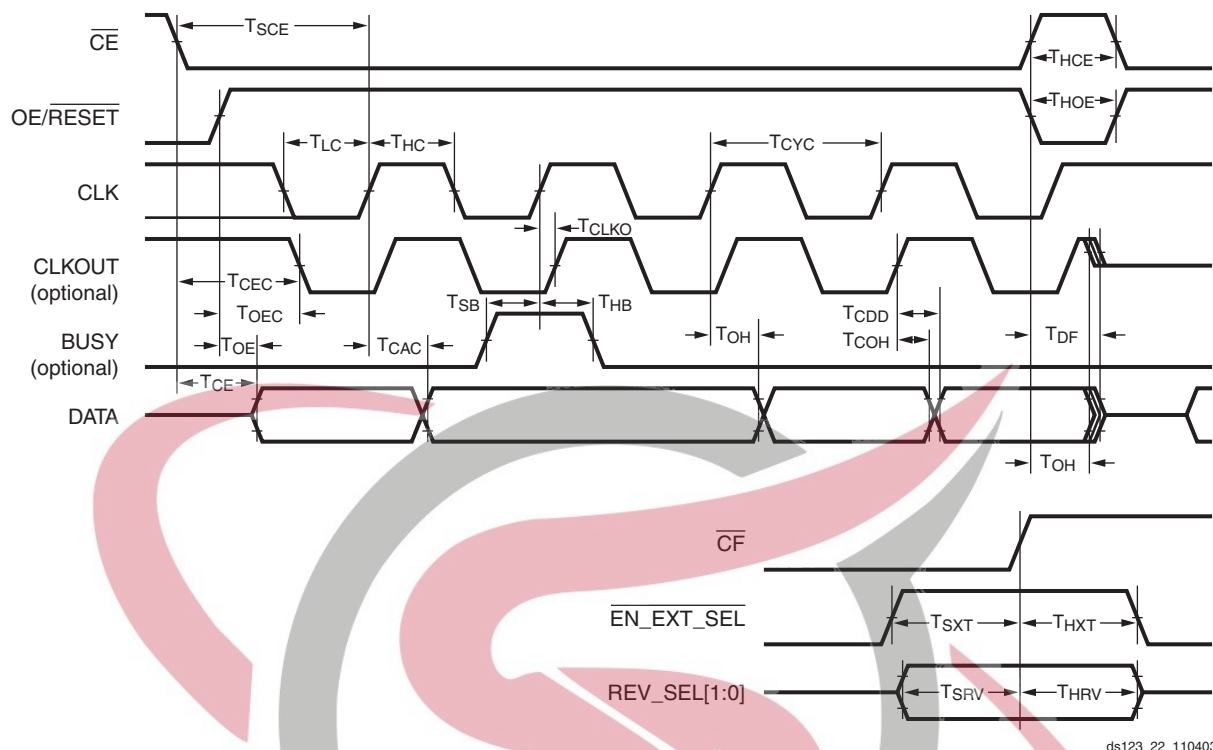 CE
TSCE
THCE
OE/RESET
THOE
TLC
THC
TCYC
CLK
TCLKO
CLKOUT
(optional)
TCEC
TSB
THB
TOEC
TCDD
BUSY
(optional)
TOE
TCAC
TOH
TCOH
TDF
TCE
DATA
TOH
CF
EN_EXT_SEL
TSXT
THXT
REV_SEL[1:0]
TSRV
THRV
ds123_22_110403